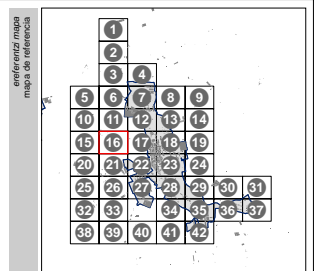 ereferentzi mapa
mapa de referencia
1
2
3 4
5 6 7 8 9
10 11 12 13 14
15 16 17 18 19
20 21 22 23 24
25 26 27 28 29 30 31
32 33 34 35 36 37
38 39 40 41 42